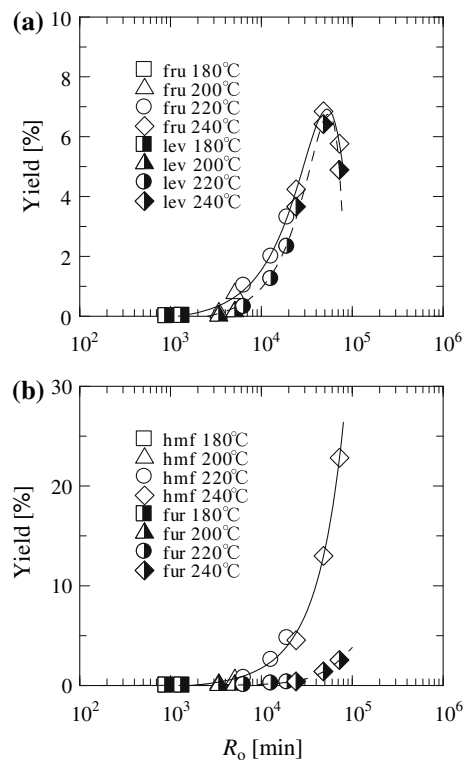 (a)
10
8
6
4
2
0
Yield [%]
fru 180℃
fru 200℃
fru 220℃
fru 240℃
lev 180℃
lev 200℃
lev 220℃
lev 240℃
10² 10³ 10⁴ 10⁵ 10⁶
(b)
30
20
10
0
Yield [%]
hmf 180℃
hmf 200℃
hmf 220℃
hmf 240℃
fur 180℃
fur 200℃
fur 220℃
fur 240℃
10² 10³ 10⁴ 10⁵ 10⁶
Rₒ [min]